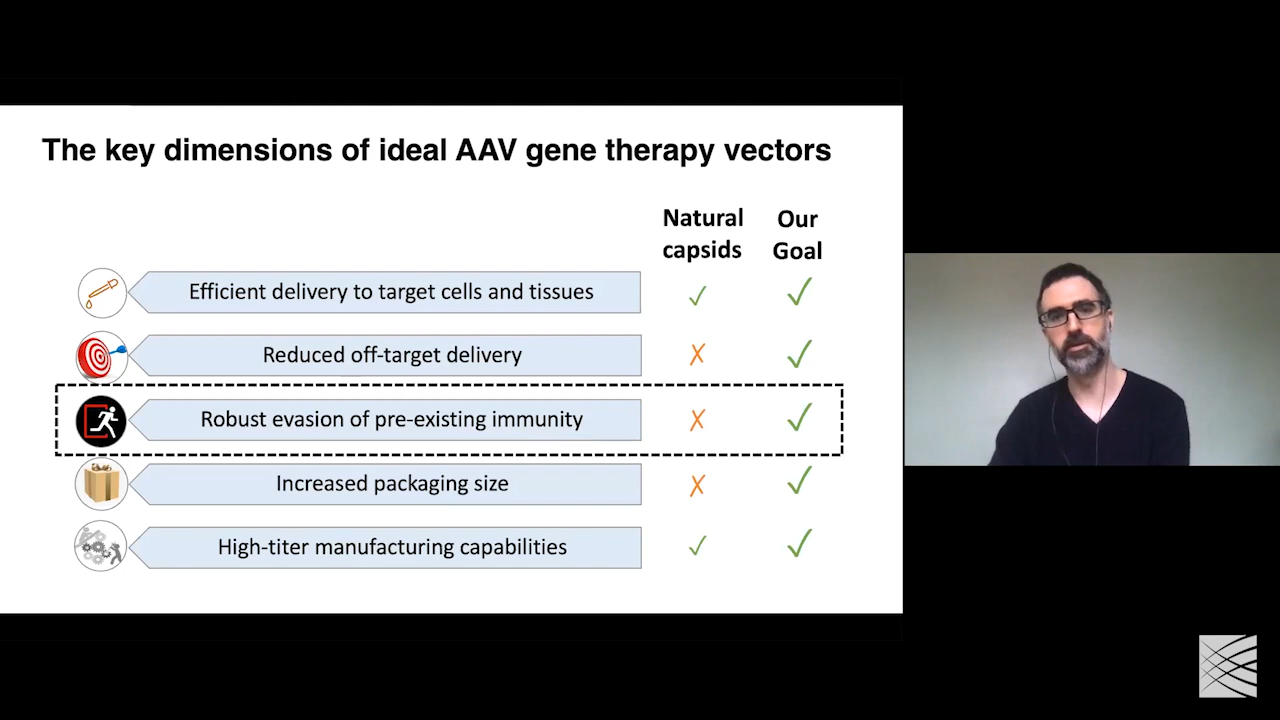 The key dimensions of ideal AAV gene therapy vectors
Natural capsids
Our Goal
Efficient delivery to target cells and tissues
Reduced off-target delivery
Robust evasion of pre-existing immunity
Increased packaging size
High-titer manufacturing capabilities